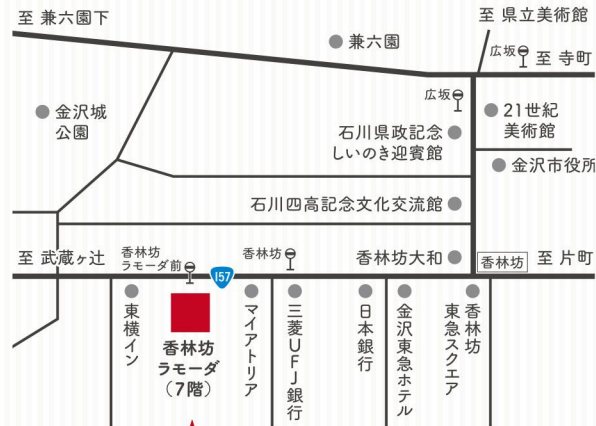 至 兼六園下
至 県立美術館
兼六園
広坂
至 寺町
広坂
金沢城
公園
21世紀
美術館
石川県政記念
しいのき迎賓館
金沢市役所
石川四高記念文化交流館
至 武蔵ヶ辻
香林坊
ラモーダ前
157
香林坊
香林坊大和
香林坊
至 片町
東横イン
香林坊
ラモーダ
（7階）
マイアトリア
三菱UFJ銀行
日本銀行
金沢東急ホテル
香林坊
東急スクエア